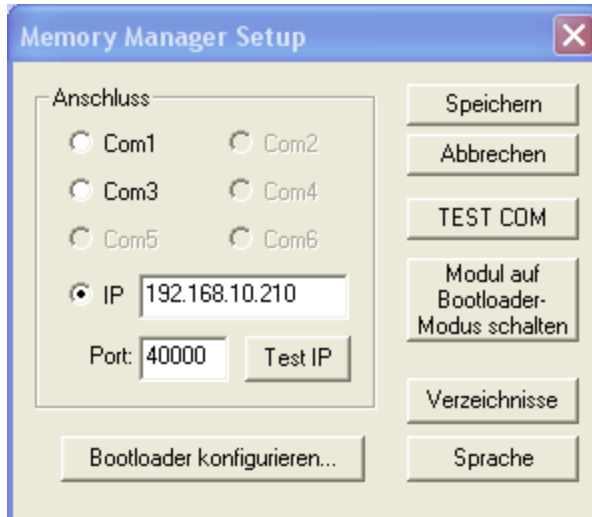 Memory Manager Setup
Anschluss
Com1
Com2
Com3
Com4
Com5
Com6
IP 192.168.10.210
Port: 40000
Test IP
Bootloader konfigurieren...
Speichern
Abbrechen
TEST COM
Modul auf
Bootloader-
Modus schalten
Verzeichnisse
Sprache